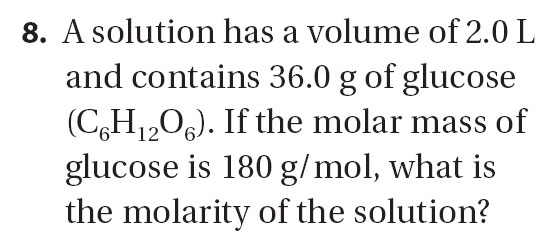 8. A solution has a volume of 2.0 L
and contains 36.0 g of glucose
(C₆H₁₂O₆). If the molar mass of
glucose is 180 g/mol, what is
the molarity of the solution?